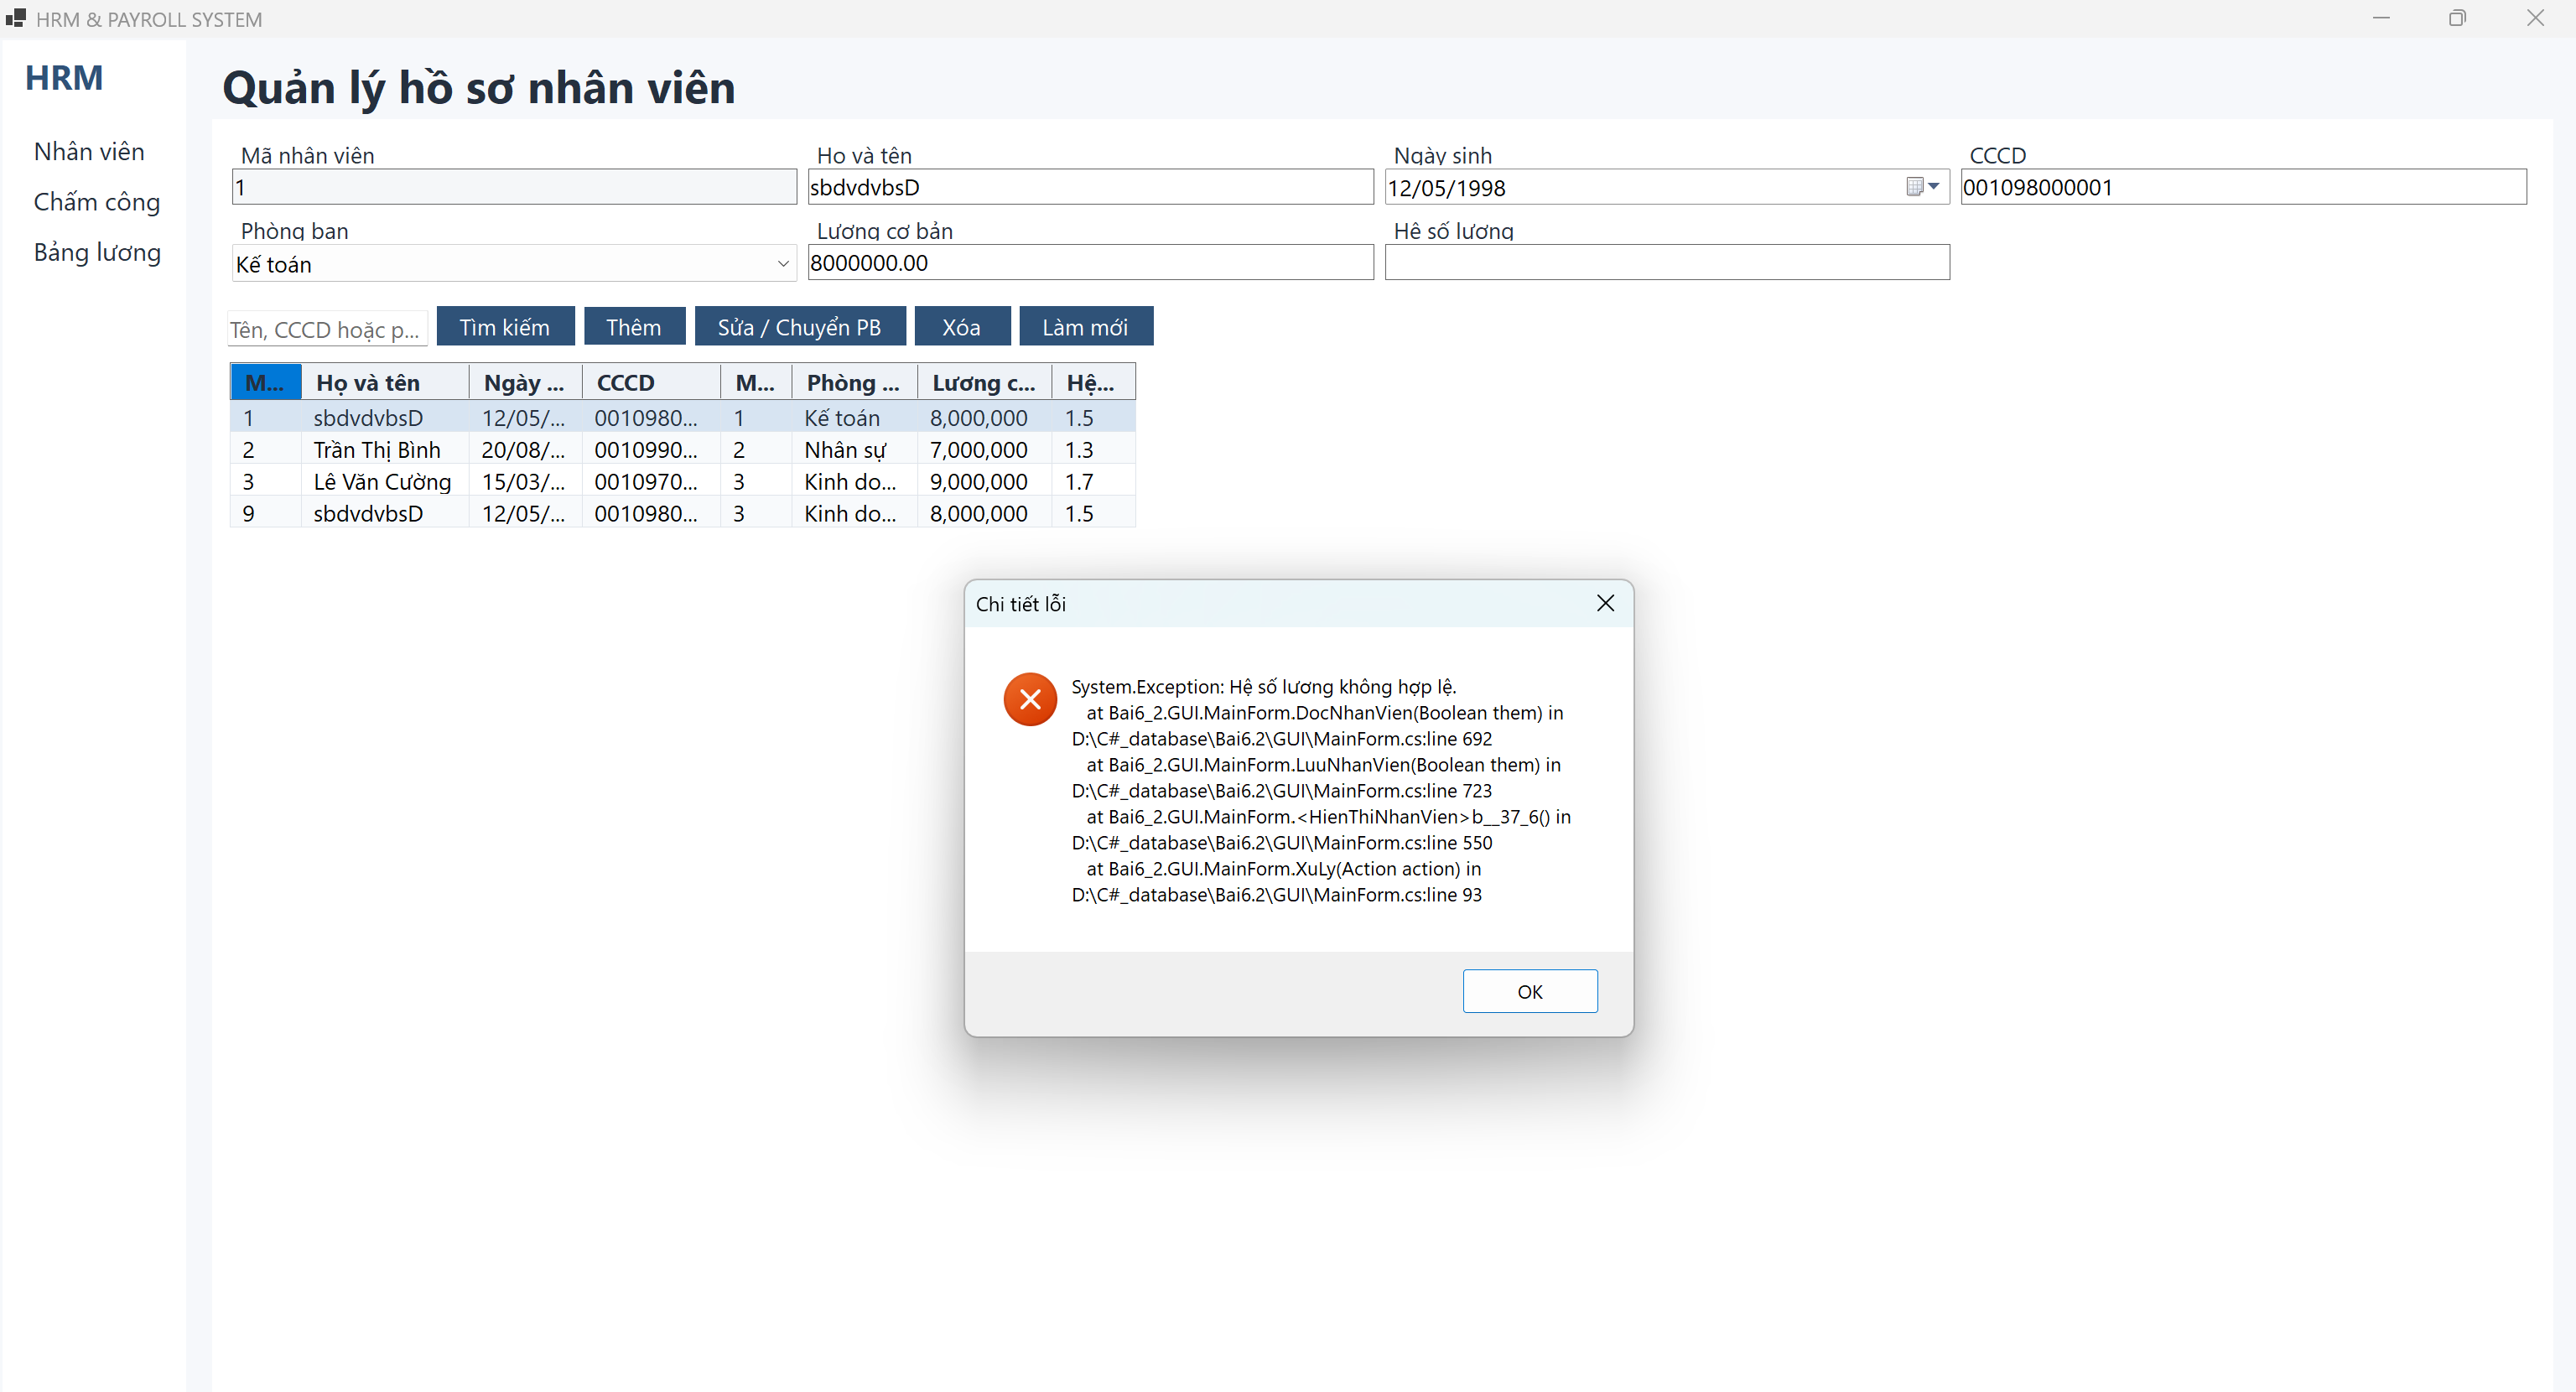 HRM & PAYROLL SYSTEM
HRM
Nhân viên
Chấm công
Bảng lương
Quản lý hồ sơ nhân viên
Mã nhân viên
Họ và tên
Ngày sinh
CCCD
1
sbdvdvbsD
12/05/1998
001098000001
Phòng ban
Lương cơ bản
Hệ số lương
Kế toán
8000000.00
Tên, CCCD hoặc p...
Tìm kiếm
Thêm
Sửa / Chuyển PB
Xóa
Làm mới
M... Họ và tên Ngày ... CCCD M... Phòng ... Lương c... Hệ...
1 sbdvdvbsD 12/05/... 0010980... 1 Kế toán 8,000,000 1.5
2 Trần Thị Bình 20/08/... 0010990... 2 Nhân sự 7,000,000 1.3
3 Lê Văn Cường 15/03/... 0010970... 3 Kinh do... 9,000,000 1.7
9 sbdvdvbsD 12/05/... 0010980... 3 Kinh do... 8,000,000 1.5
Chi tiết lỗi
System.Exception: Hệ số lương không hợp lệ.
at Bai6_2.GUI.MainForm.DocNhanVien(Boolean them) in
D:\C#_database\Bai6.2\GUI\MainForm.cs:line 692
at Bai6_2.GUI.MainForm.LuuNhanVien(Boolean them) in
D:\C#_database\Bai6.2\GUI\MainForm.cs:line 723
at Bai6_2.GUI.MainForm.<HienThiNhanVien>b__37_6() in
D:\C#_database\Bai6.2\GUI\MainForm.cs:line 550
at Bai6_2.GUI.MainForm.XuLy(Action action) in
D:\C#_database\Bai6.2\GUI\MainForm.cs:line 93
OK